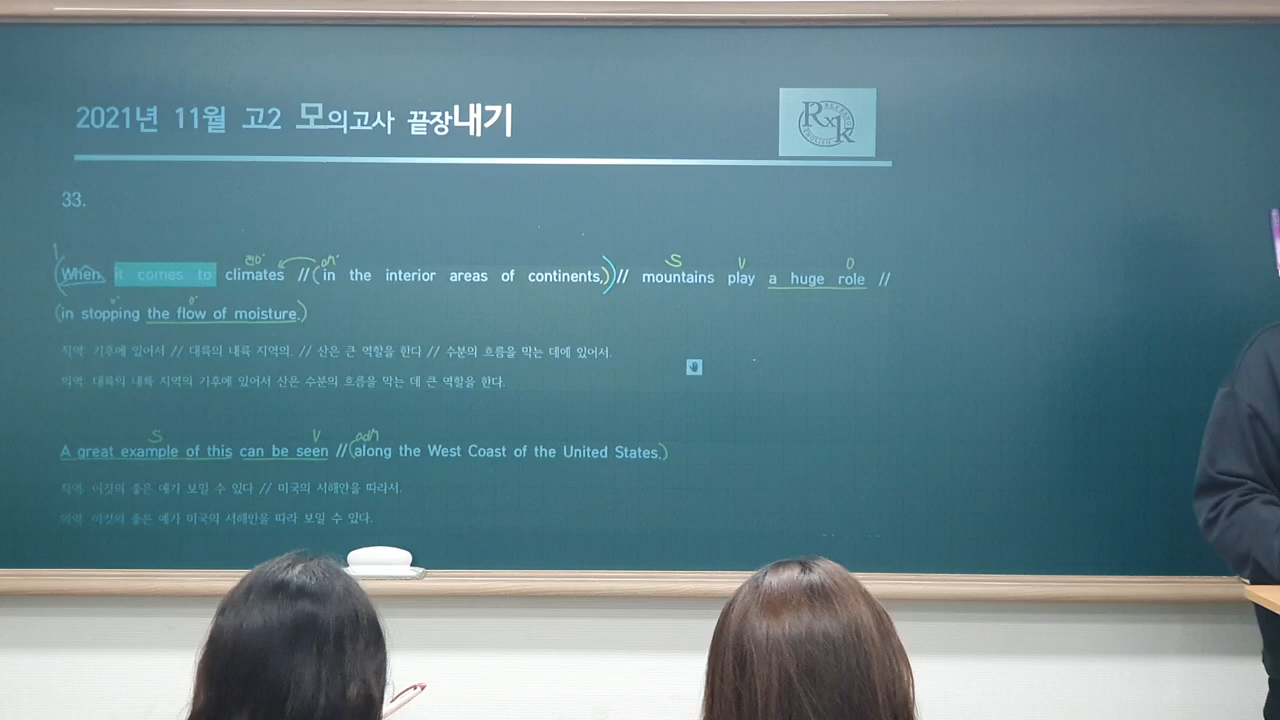 2021년 11월 고2 모의고사 끝장내기
RxK
33.
전O'
S V O
(When it comes to climates // (in the interior areas of continents,)) // mountains play a huge role //
v' o'
(in stopping the flow of moisture.)
직역: 기후에 있어서 // 대륙의 내륙 지역의, // 산은 큰 역할을 한다 // 수분의 흐름을 막는 데에 있어서.
의역: 대륙의 내륙 지역의 기후에 있어서 산은 수분의 흐름을 막는 데 큰 역할을 한다.
S V
A great example of this can be seen // (along the West Coast of the United States.)
직역: 이것의 좋은 예가 보일 수 있다 // 미국의 서해안을 따라서.
의역: 이것의 좋은 예가 미국의 서해안을 따라 보일 수 있다.